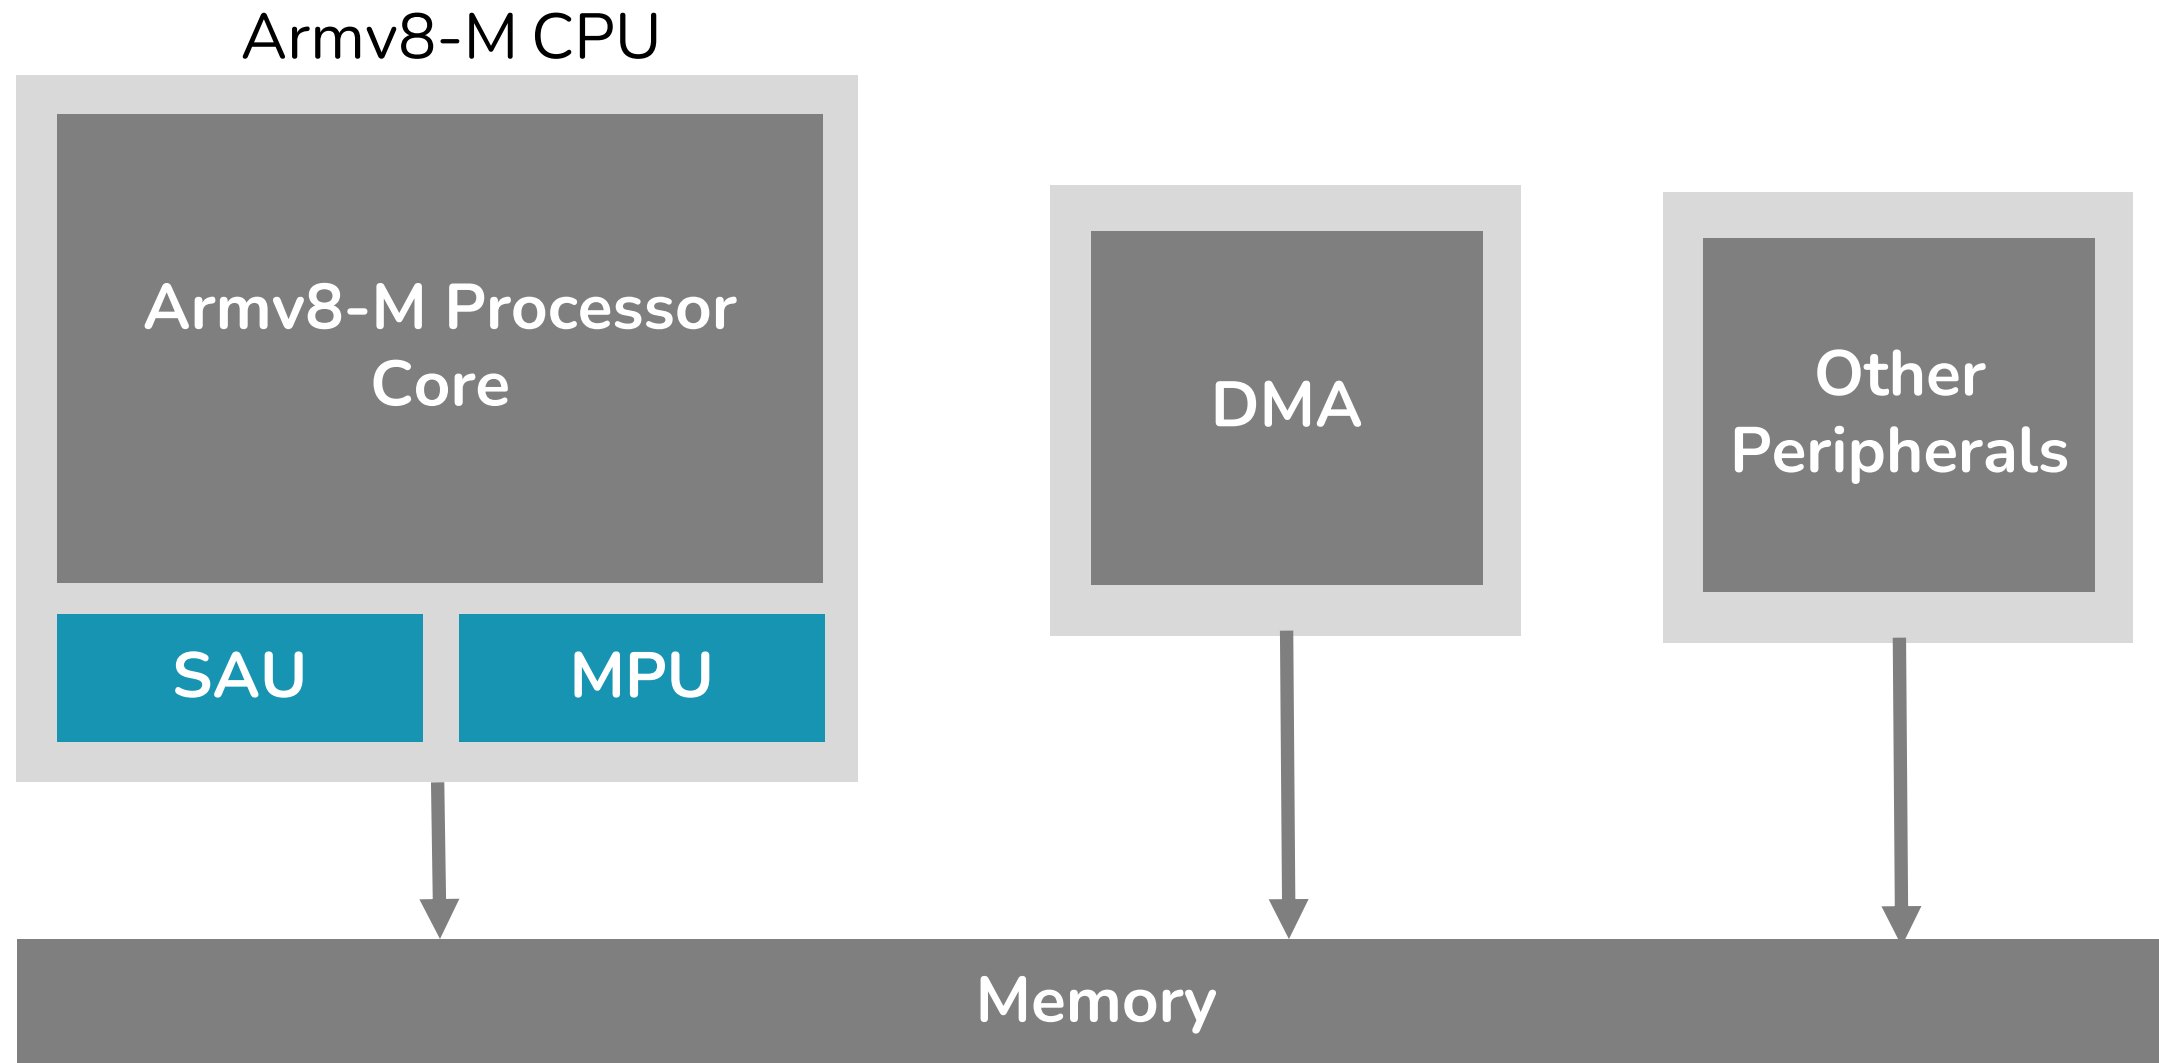 Armv8-M CPU
Armv8-M Processor
Core
SAU
MPU
DMA
Other
Peripherals
Memory